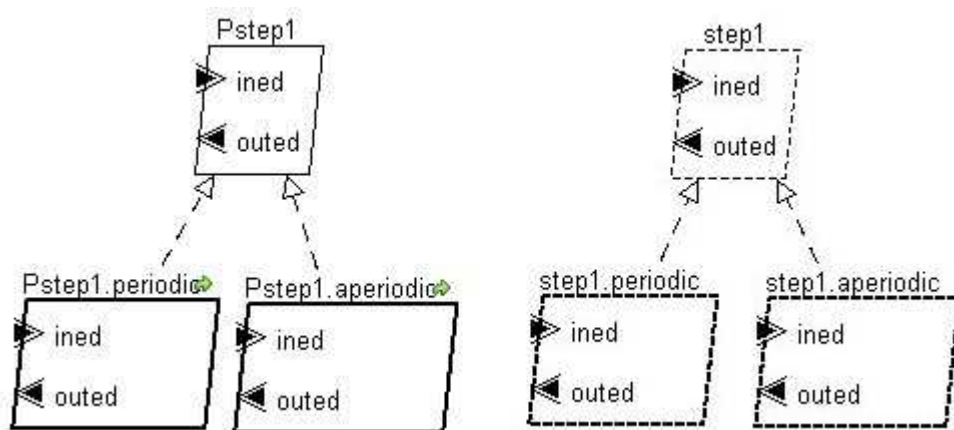 Pstep1
ined
outed
Pstep1.periodic
ined
outed
Pstep1.aperiodic
ined
outed
step1
ined
outed
step1.periodic
ined
outed
step1.aperiodic
ined
outed